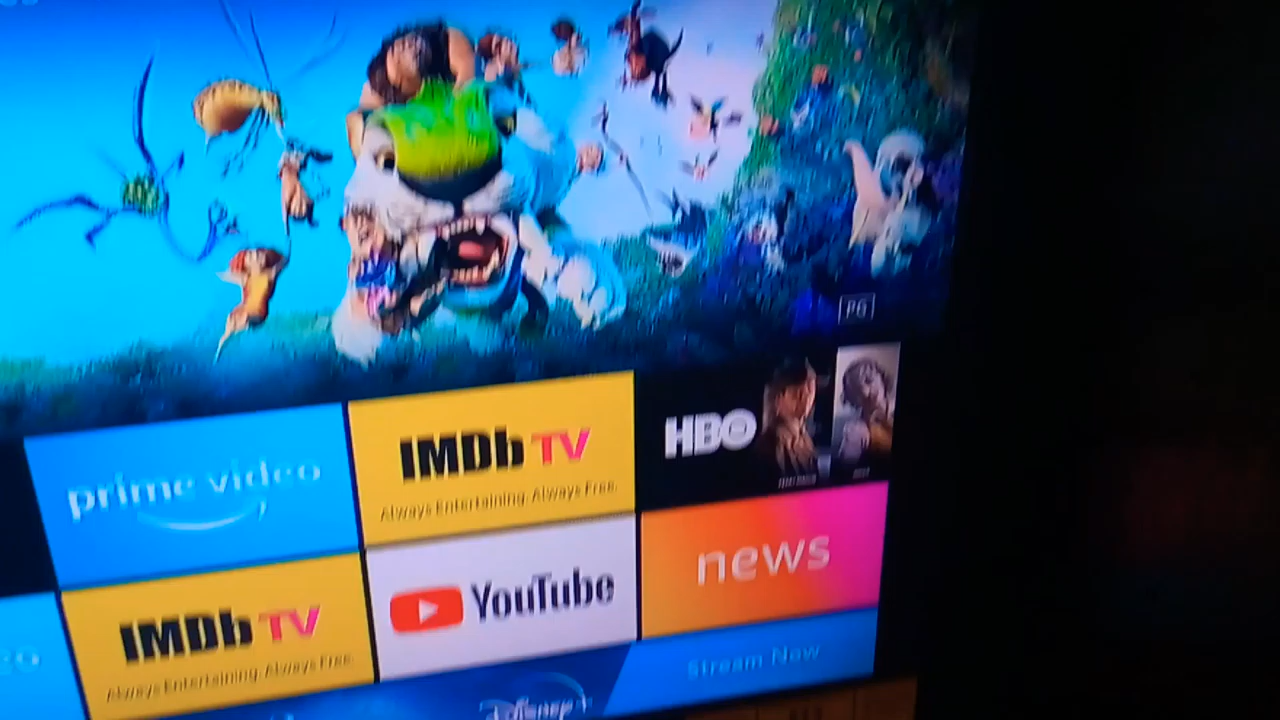 PG
prime video
IMDb TV
Always Entertaining. Always Free.
HBO
IMDb TV
Always Entertaining. Always Free.
YouTube
news
Disney+
Stream Now